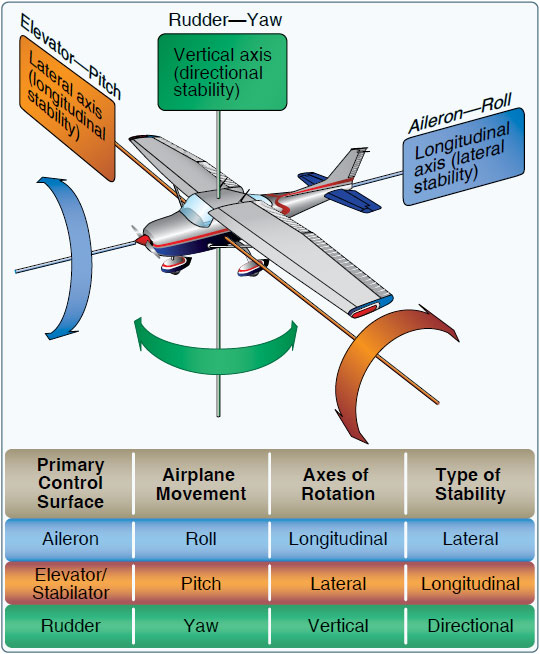 Rudder—Yaw
Vertical axis
(directional
stability)
Elevator—Pitch
Lateral axis
(longitudinal
stability)
Aileron—Roll
Longitudinal
axis (lateral
stability)
Primary
Control
Surface
Airplane
Movement
Axes of
Rotation
Type of
Stability
Aileron
Roll
Longitudinal
Lateral
Elevator/
Stabilator
Pitch
Lateral
Longitudinal
Rudder
Yaw
Vertical
Directional